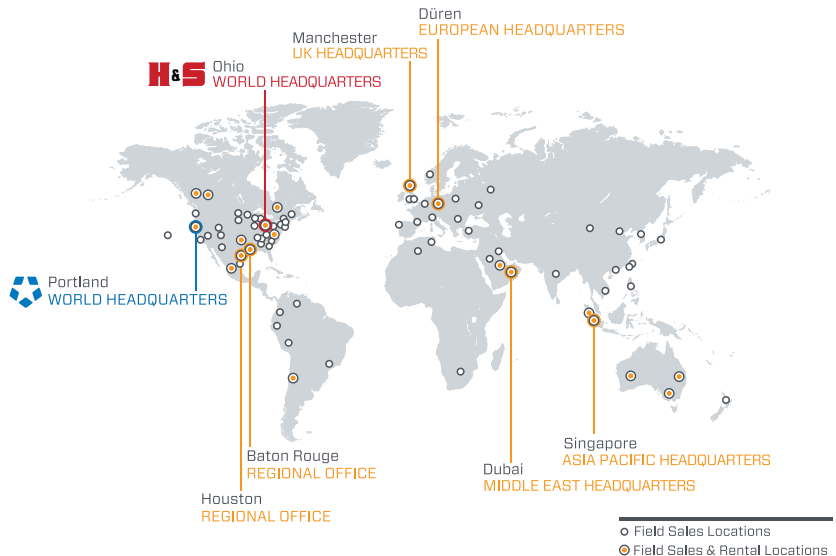 Düren
EUROPEAN HEADQUARTERS
Manchester
UK HEADQUARTERS
H&S
Ohio
WORLD HEADQUARTERS
Portland
WORLD HEADQUARTERS
Baton Rouge
REGIONAL OFFICE
Houston
REGIONAL OFFICE
Singapore
ASIA PACIFIC HEADQUARTERS
Dubai
MIDDLE EAST HEADQUARTERS
Field Sales Locations
Field Sales & Rental Locations